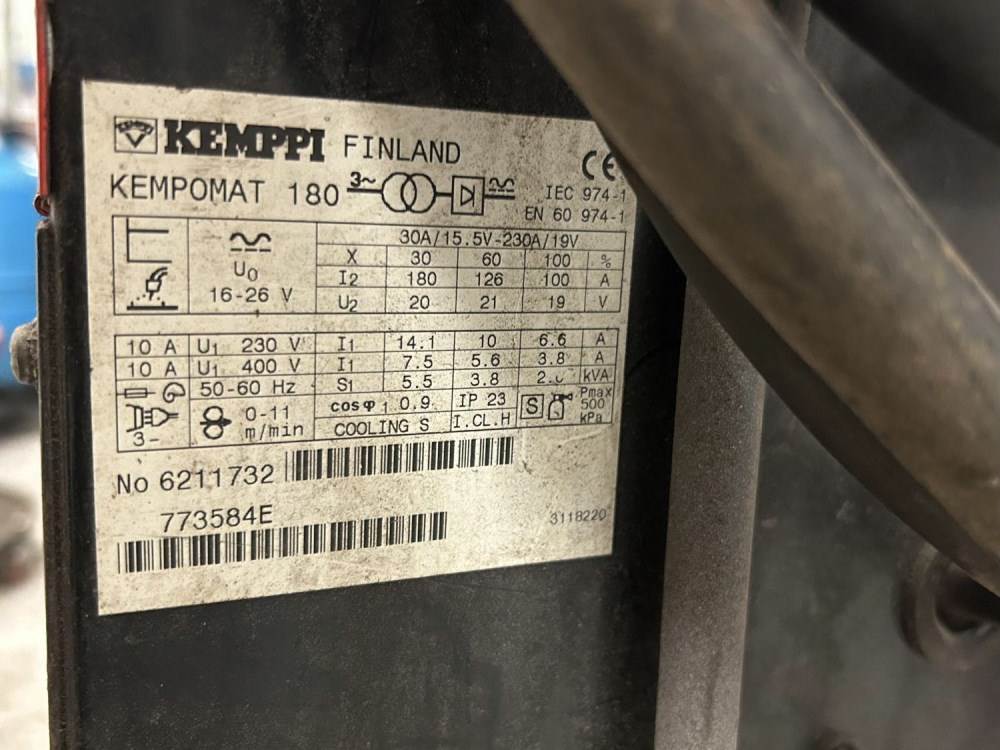 KEMPPI FINLAND
CE
KEMPOMAT 180 3~
IEC 974-1
EN 60 974-1
30A/15.5V-230A/19V
U0
16-26 V
X 30 60 100 %
I2 180 126 100 A
U2 20 21 19 V
10 A U1 230 V I1 14.1 10 6.6 A
10 A U1 400 V I1 7.5 5.6 3.8 A
50-60 Hz S1 5.5 3.8 kVA
3~ 0-11 m/min
cosφ1 0.9 IP 23 S Pmax 500 kPa
COOLING S I.CL.H
No 6211732
773584E
3118220